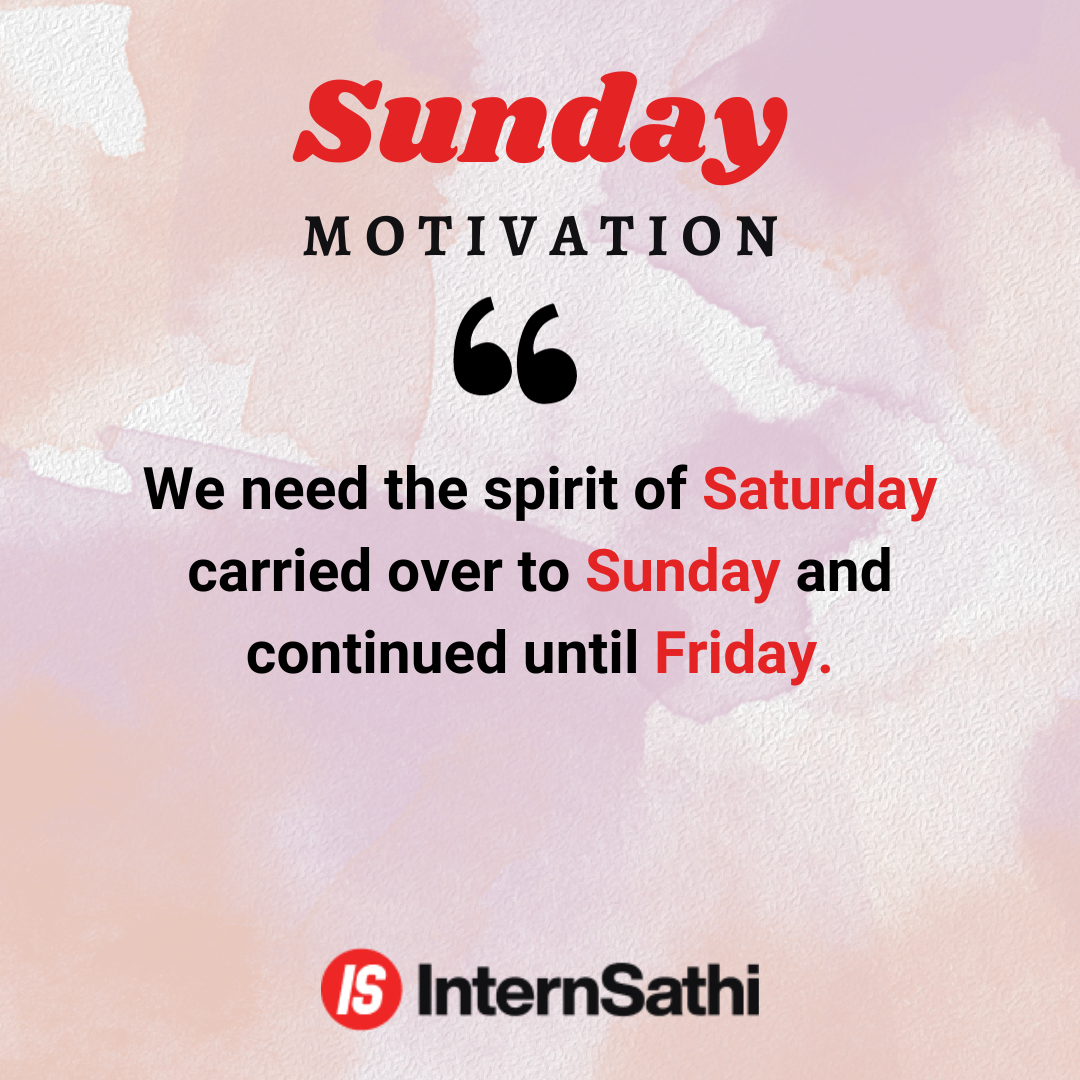 Sunday
MOTIVATION
“
We need the spirit of Saturday
carried over to Sunday and
continued until Friday.
IS InternSathi